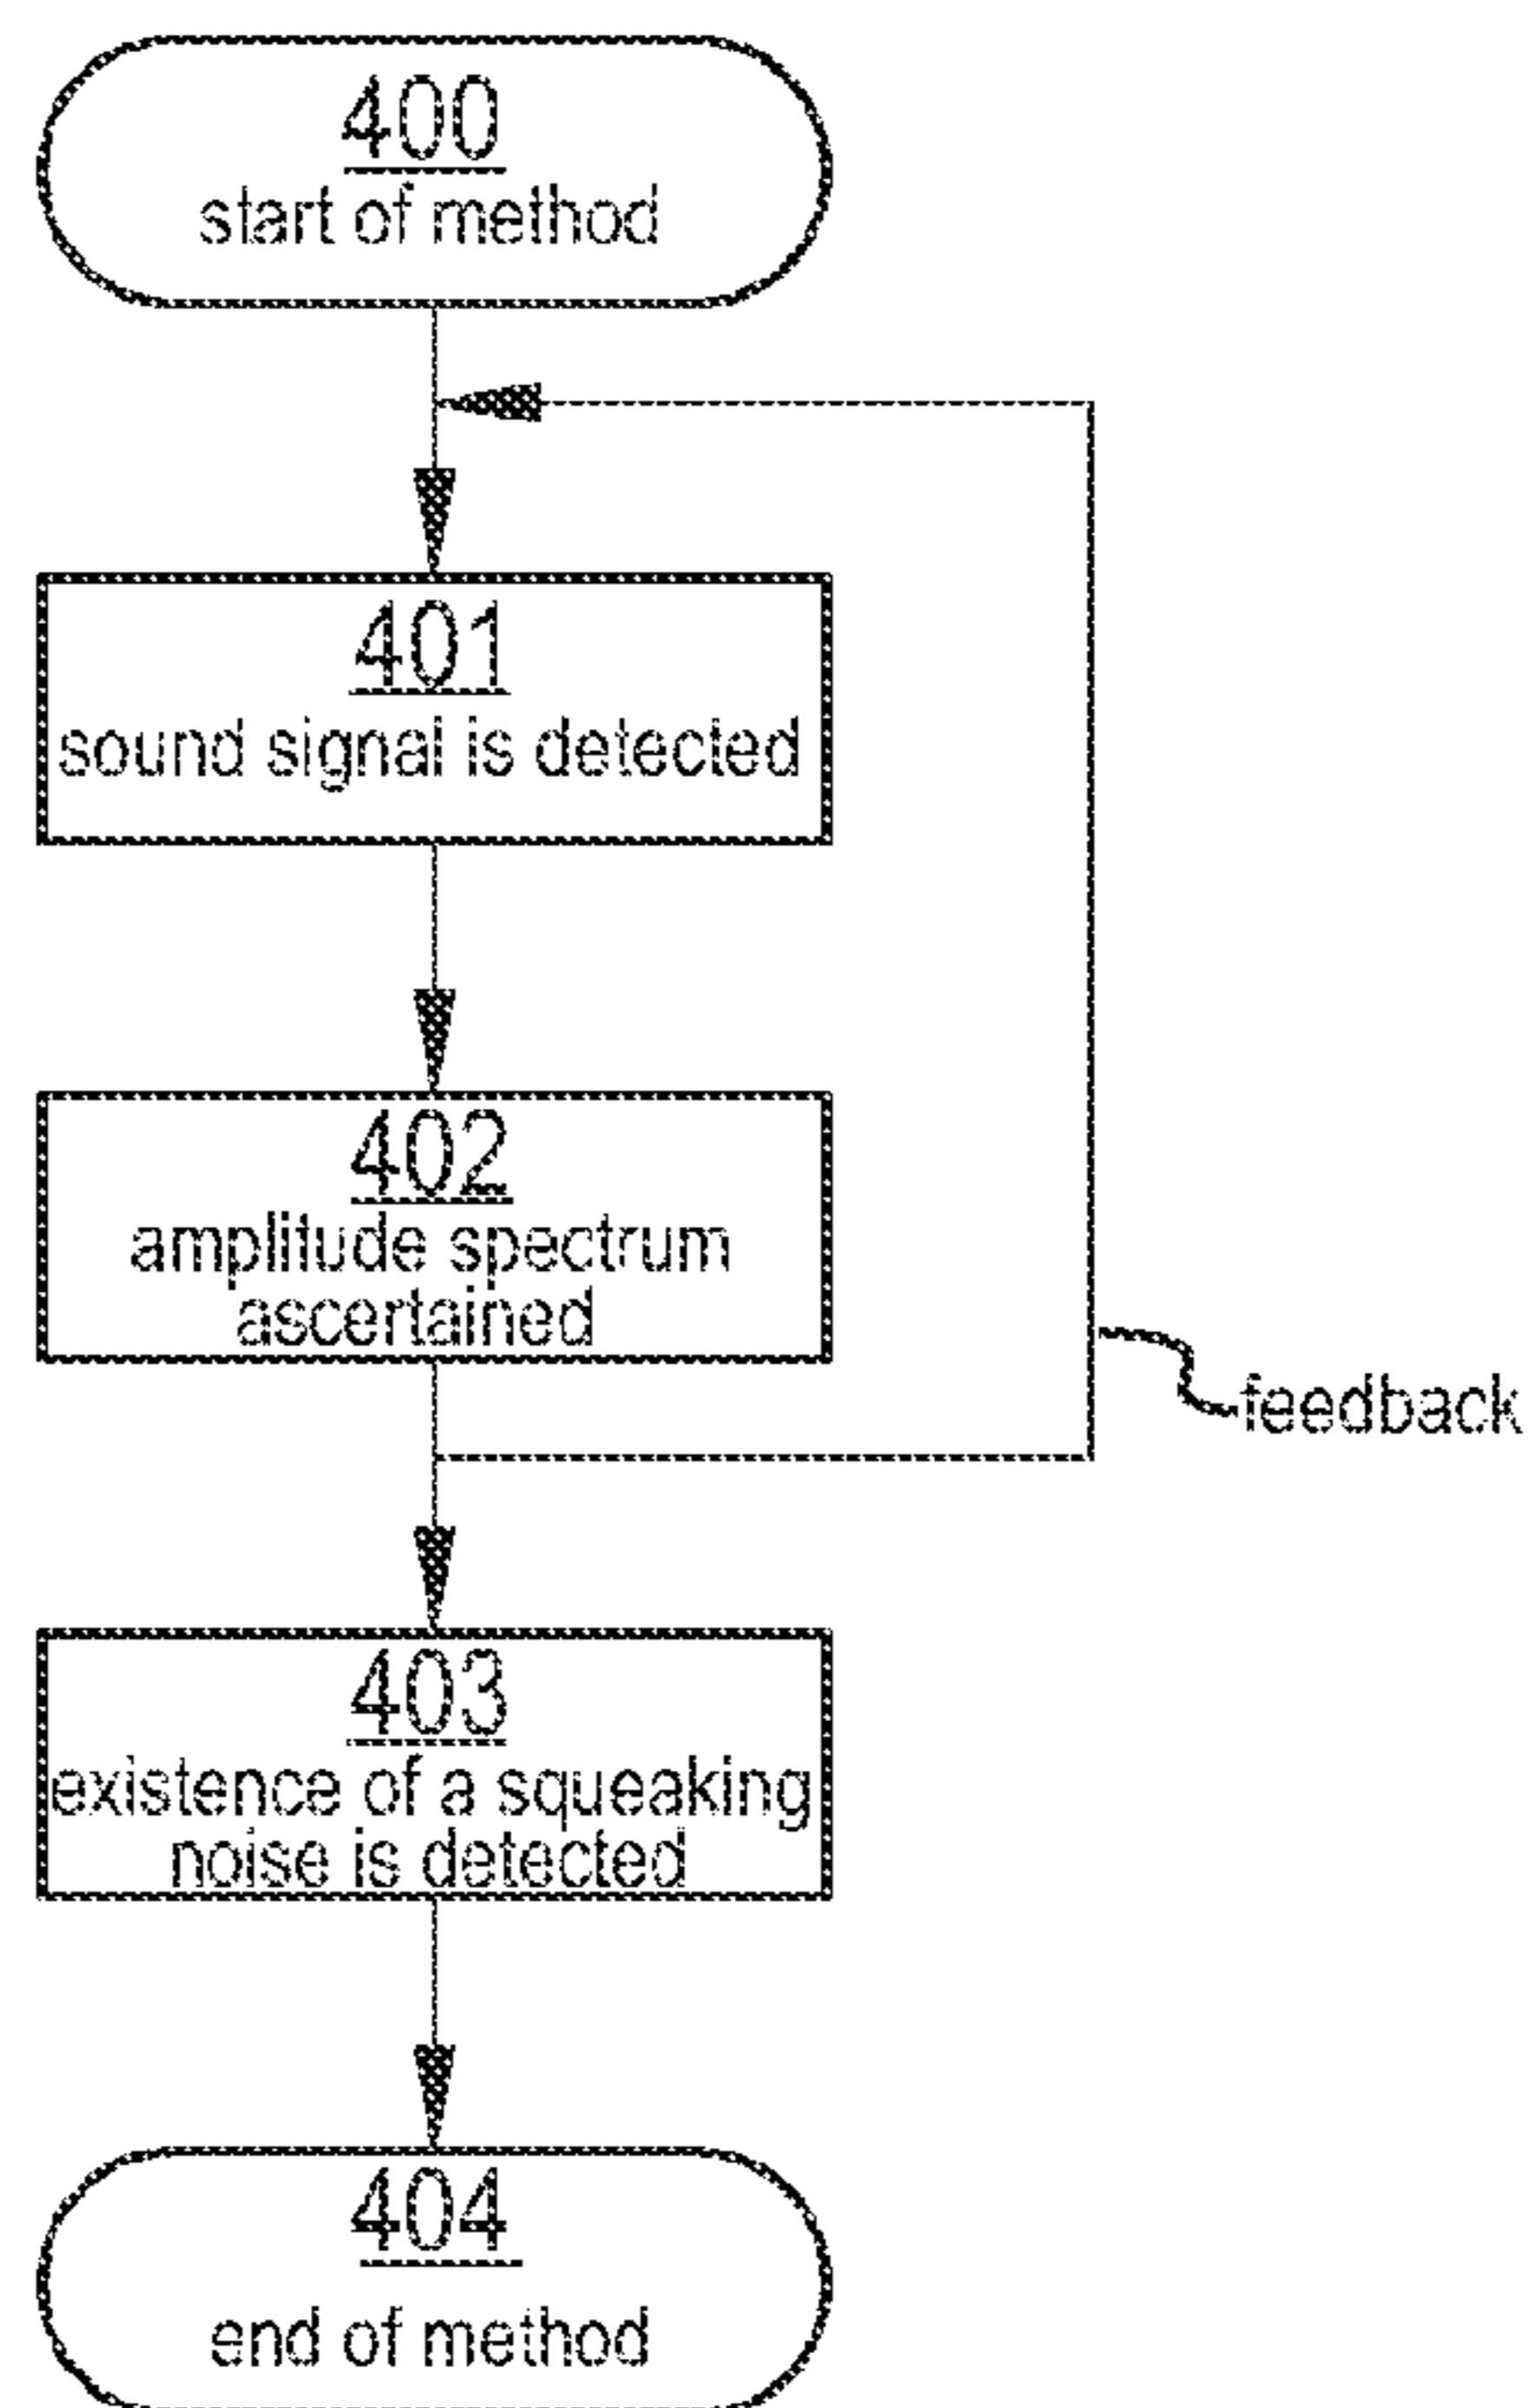 400
start of method
401
sound signal is detected
402
amplitude spectrum
ascertained
feedback
403
existence of a squeaking
noise is detected
404
end of method